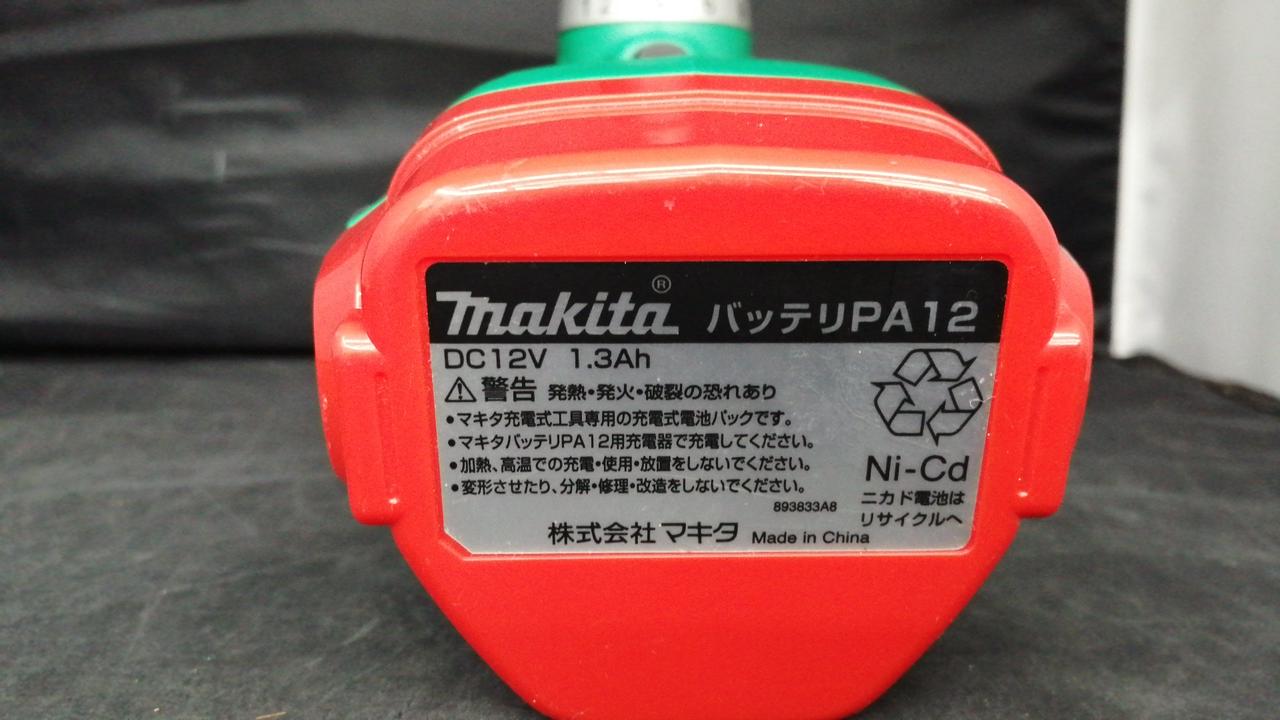 makita® バッテリPA12
DC12V 1.3Ah
警告 発熱・発火・破裂の恐れあり
•マキタ充電式工具専用の充電式電池パックです。
•マキタバッテリPA12用充電器で充電してください。
•加熱、高温での充電・使用・放置をしないでください。
•変形させたり、分解・修理・改造をしないでください。
893833A8
株式会社マキタ Made in China
Ni-Cd
ニカド電池は
リサイクルへ